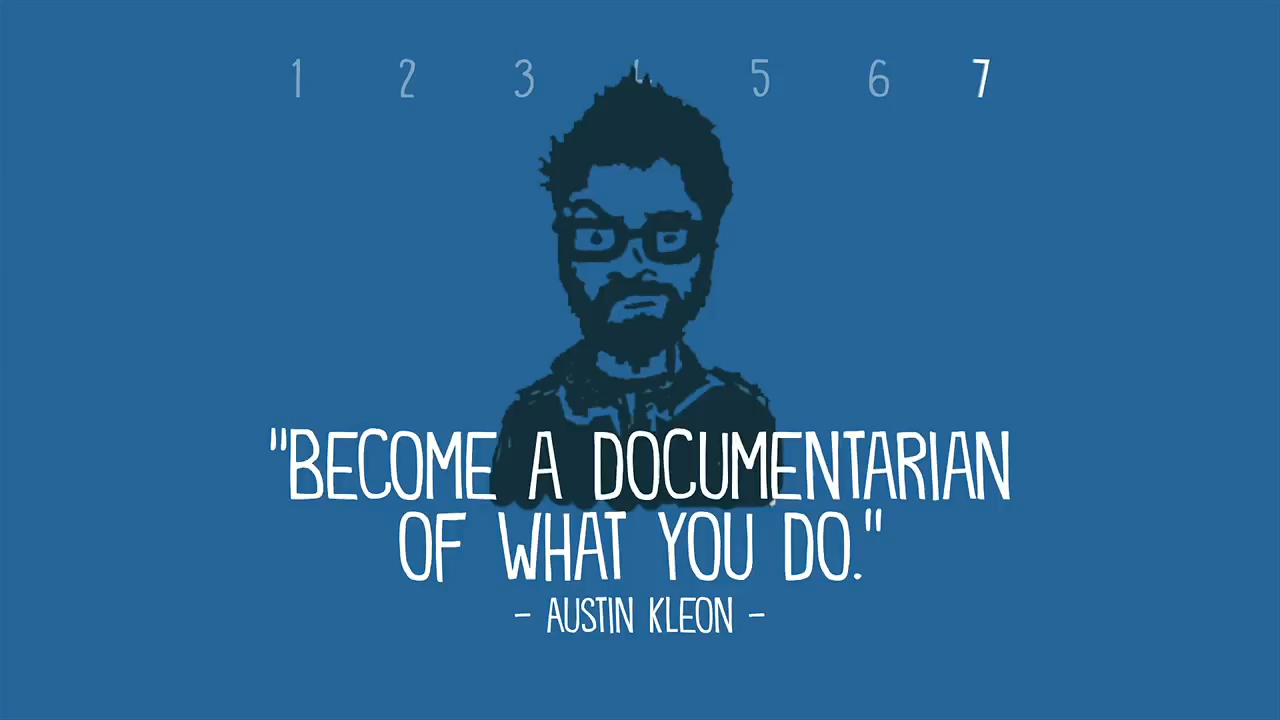 1 2 3 5 6 7
"BECOME A DOCUMENTARIAN
OF WHAT YOU DO."
- AUSTIN KLEON -